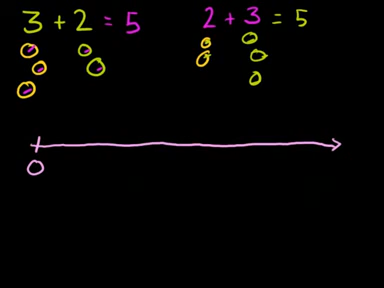 3 + 2 = 5
2 + 3 = 5
0